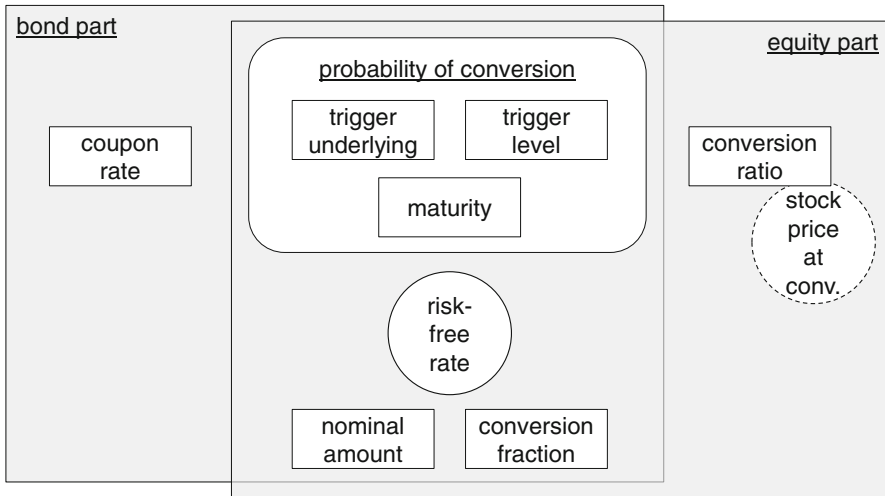 bond part
equity part
probability of conversion
trigger
underlying
trigger
level
coupon
rate
conversion
ratio
maturity
stock
price
at
conv.
risk-
free
rate
nominal
amount
conversion
fraction